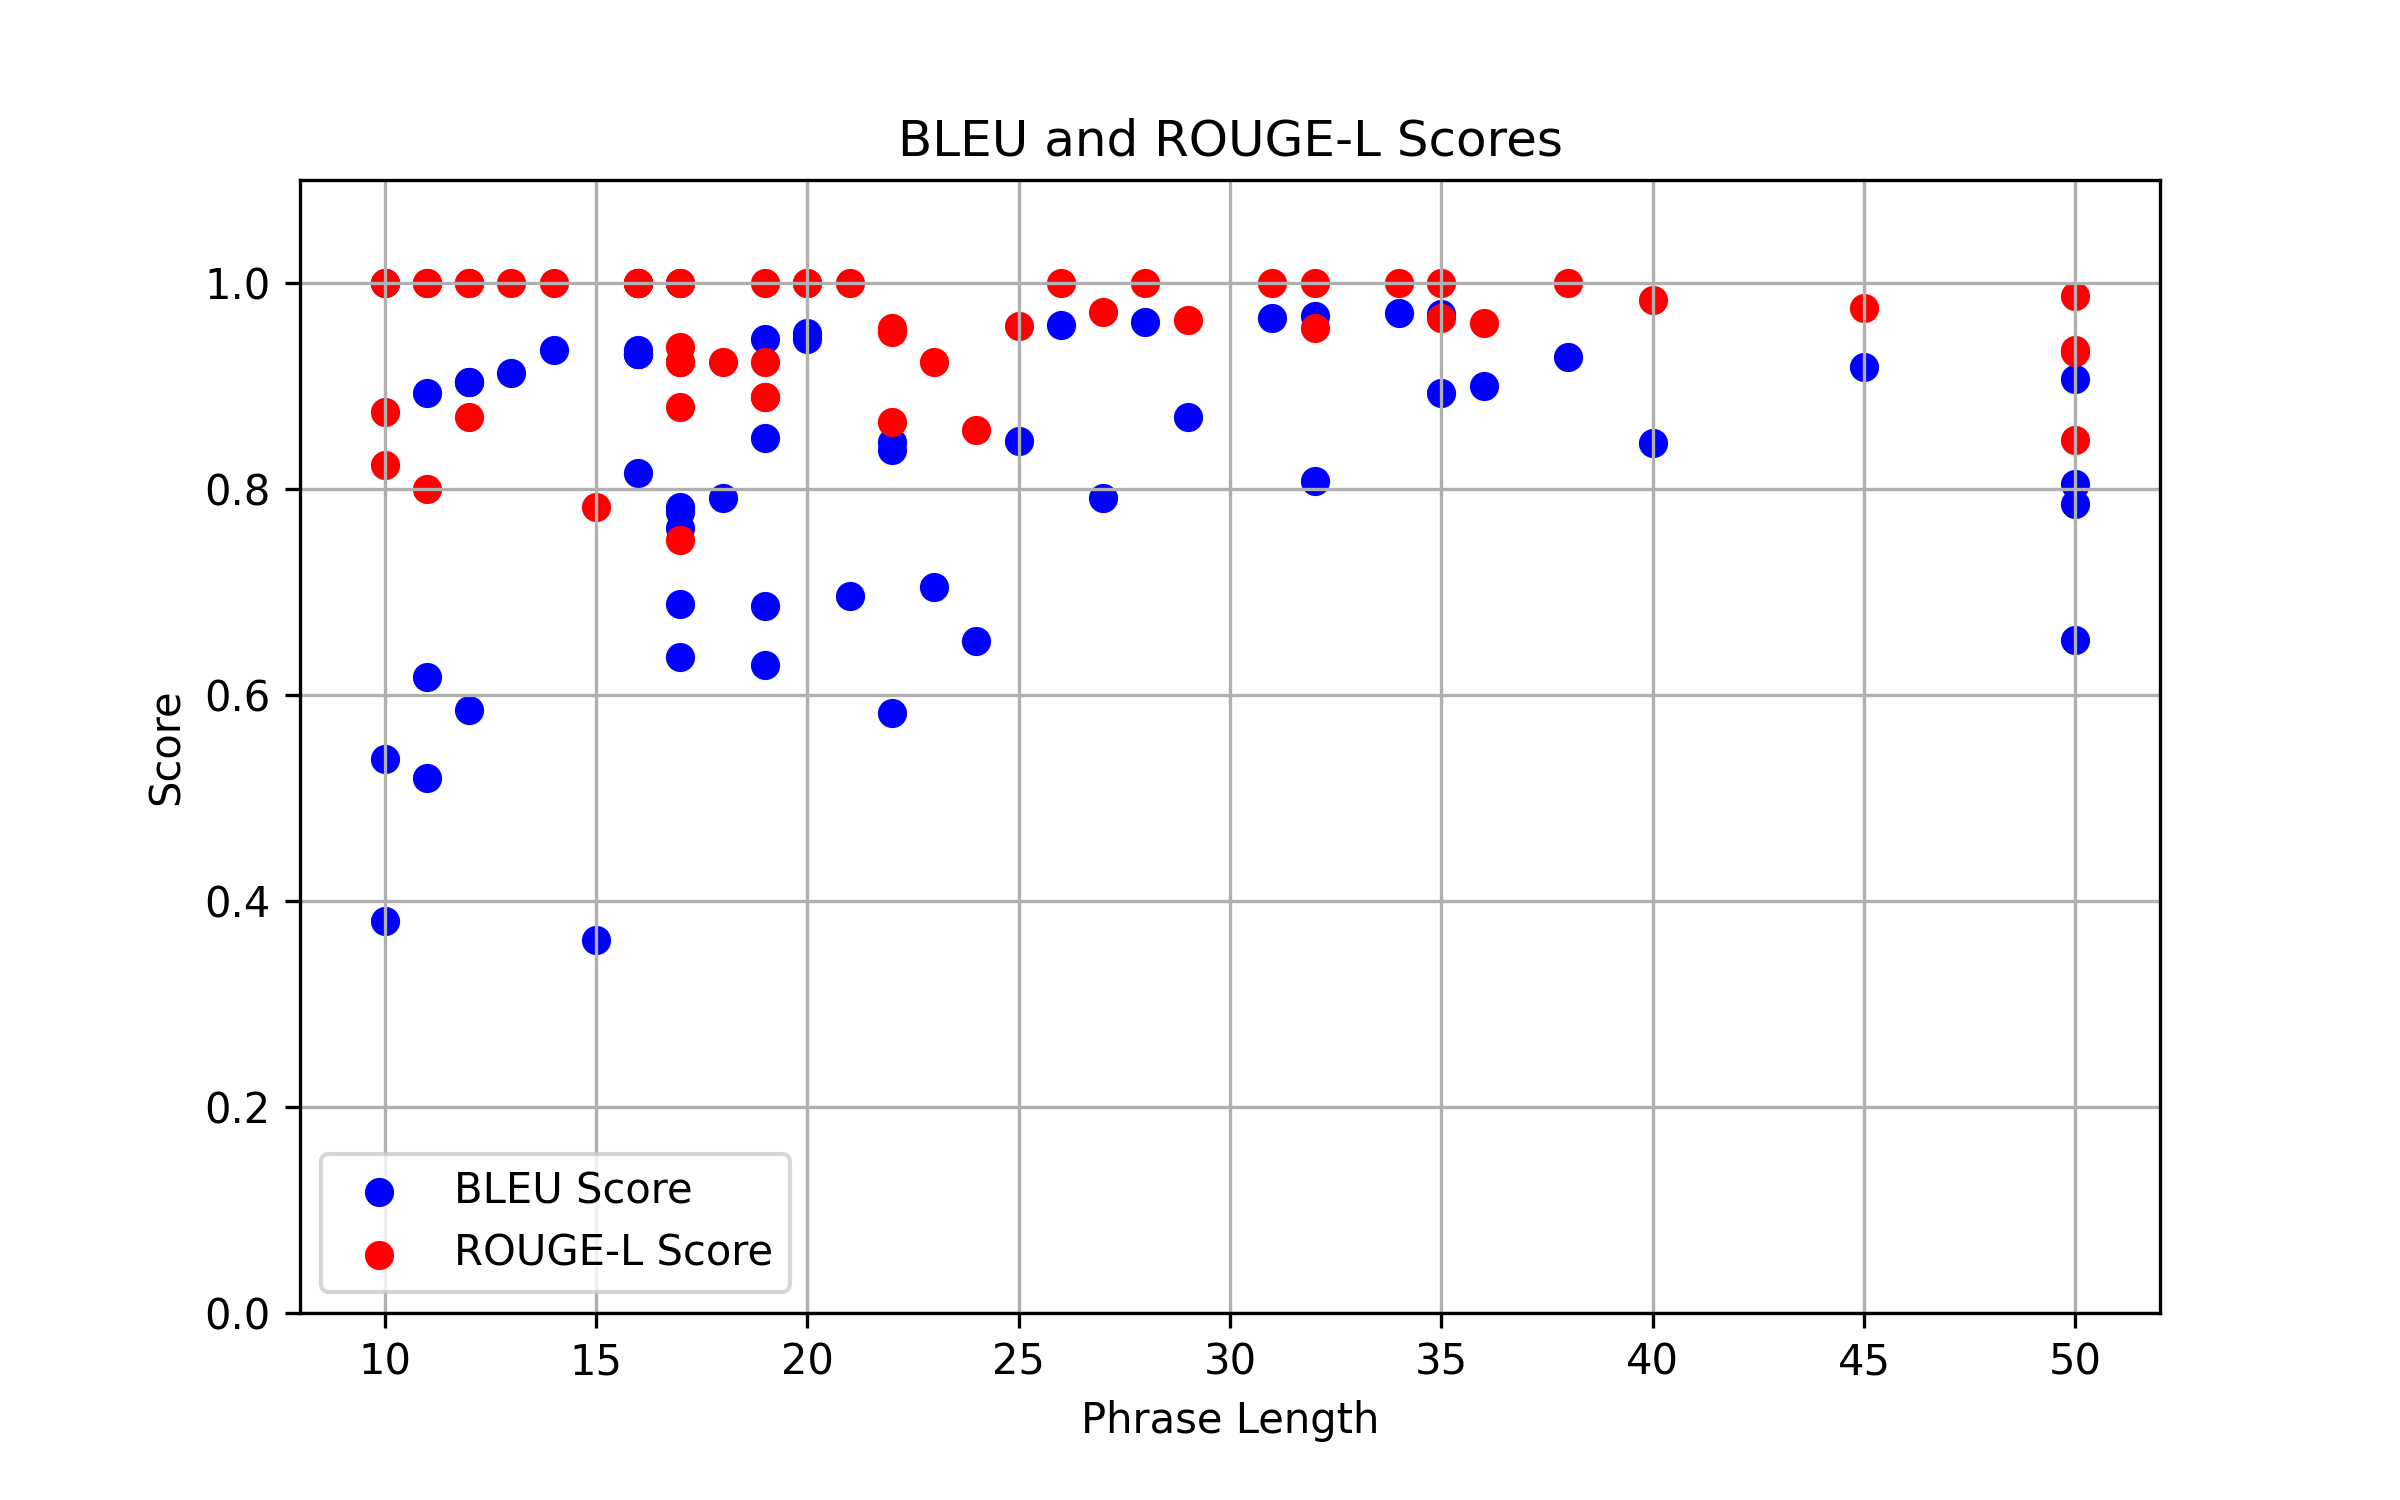 BLEU and ROUGE-L Scores
1.0
0.8
0.6
0.4
0.2
0.0
Score
BLEU Score
ROUGE-L Score
10 15 20 25 30 35 40 45 50
Phrase Length